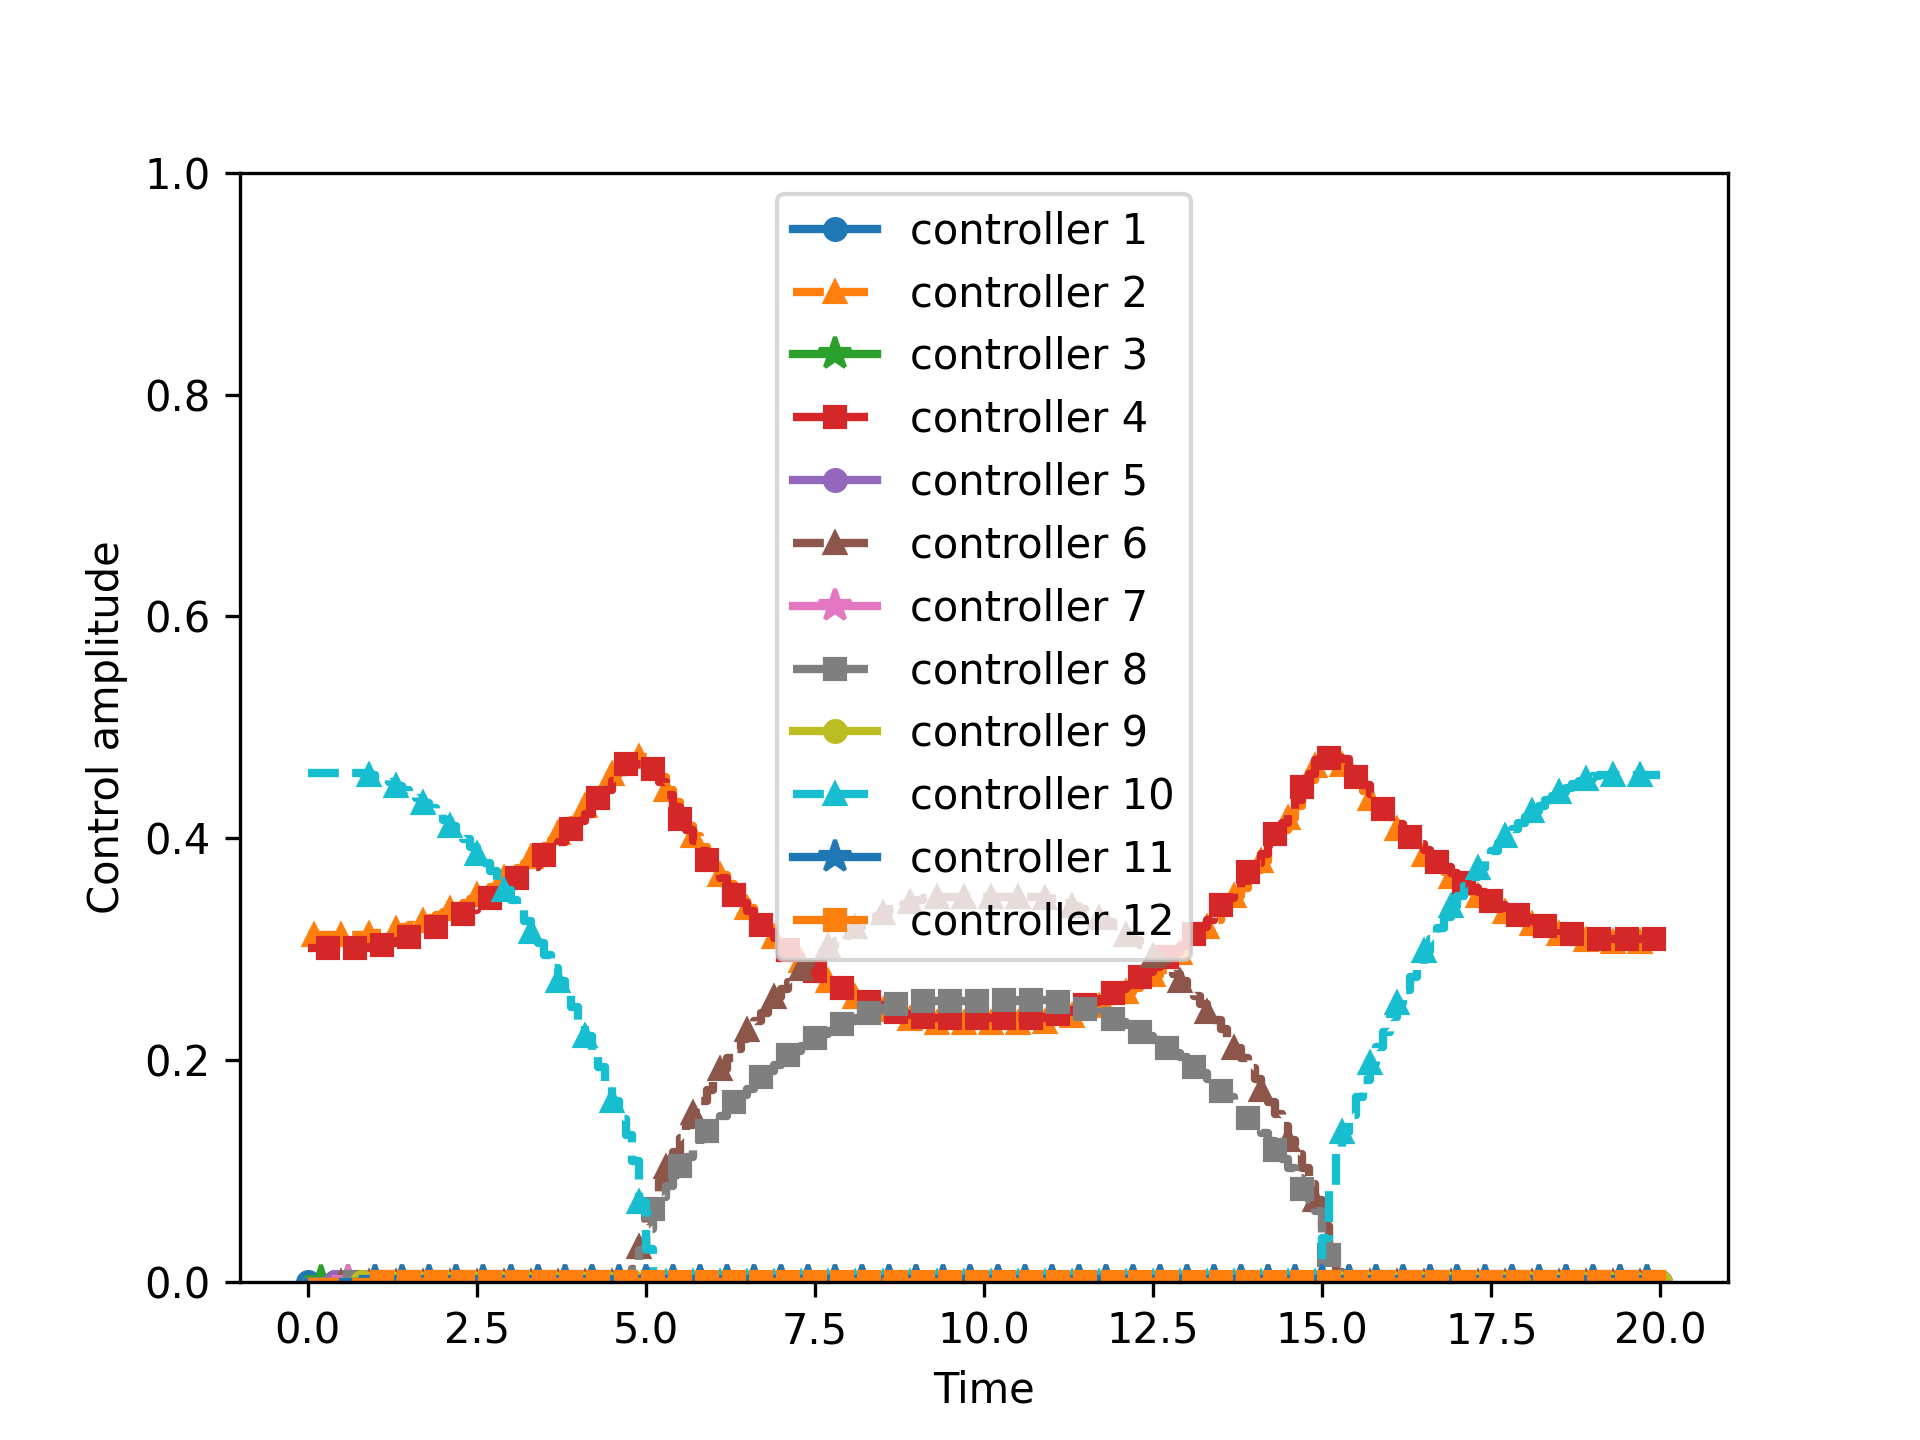 1.0
0.8
0.6
0.4
0.2
0.0
Control amplitude
controller 1
controller 2
controller 3
controller 4
controller 5
controller 6
controller 7
controller 8
controller 9
controller 10
controller 11
controller 12
0.0 2.5 5.0 7.5 10.0 12.5 15.0 17.5 20.0
Time